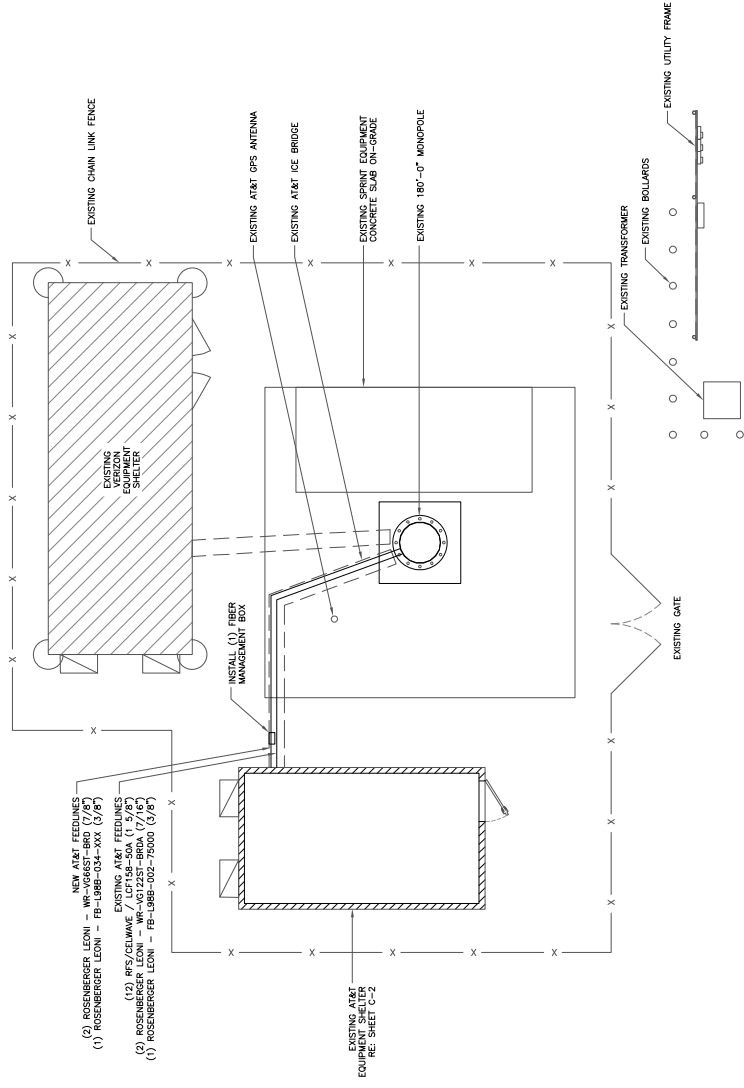 EXISTING CHAIN LINK FENCE
EXISTING AT&T GPS ANTENNA
EXISTING AT&T ICE BRIDGE
EXISTING SPRINT EQUIPMENT
CONCRETE SLAB ON-GRADE
EXISTING 180'-0" MONOPOLE
EXISTING TRANSFORMER
EXISTING BOLLARDS
EXISTING UTILITY FRAME
EXISTING
VERIZON
EQUIPMENT
SHELTER
INSTALL (1) FIBER
MANAGEMENT BOX
EXISTING GATE
NEW AT&T FEEDLINES
(2) ROSENBERGER LEONI - WR-VG66ST-BRD (7/8")
(1) ROSENBERGER LEONI - FB-L98B-034-XXX (3/8")
EXISTING AT&T FEEDLINES
(12) RFS/CELWAVE / LCF158-50A (1 5/8")
(2) ROSENBERGER LEONI - WR-VG122ST-BRDA (7/16")
(1) ROSENBERGER LEONI - FB-L98B-002-75000 (3/8")
EXISTING AT&T
EQUIPMENT SHELTER
RE: SHEET C-2